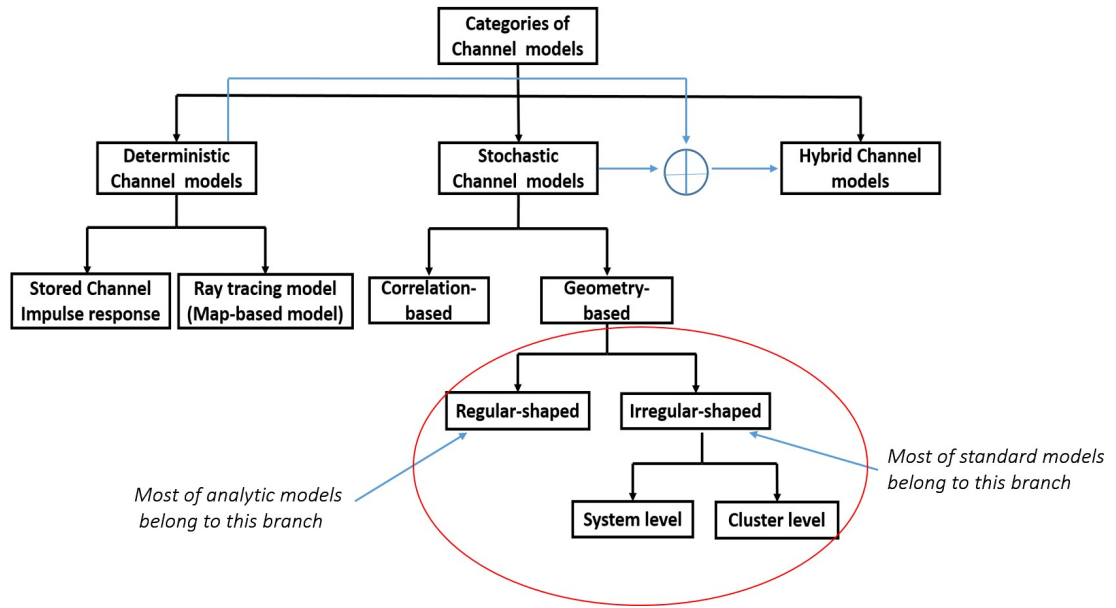 Categories of
Channel models
Deterministic
Channel models
Stochastic
Channel models
Hybrid Channel
models
Stored Channel
Impulse response
Ray tracing model
(Map-based model)
Correlation-
based
Geometry-
based
Regular-shaped
Irregular-shaped
Most of analytic models
belong to this branch
Most of standard models
belong to this branch
System level
Cluster level